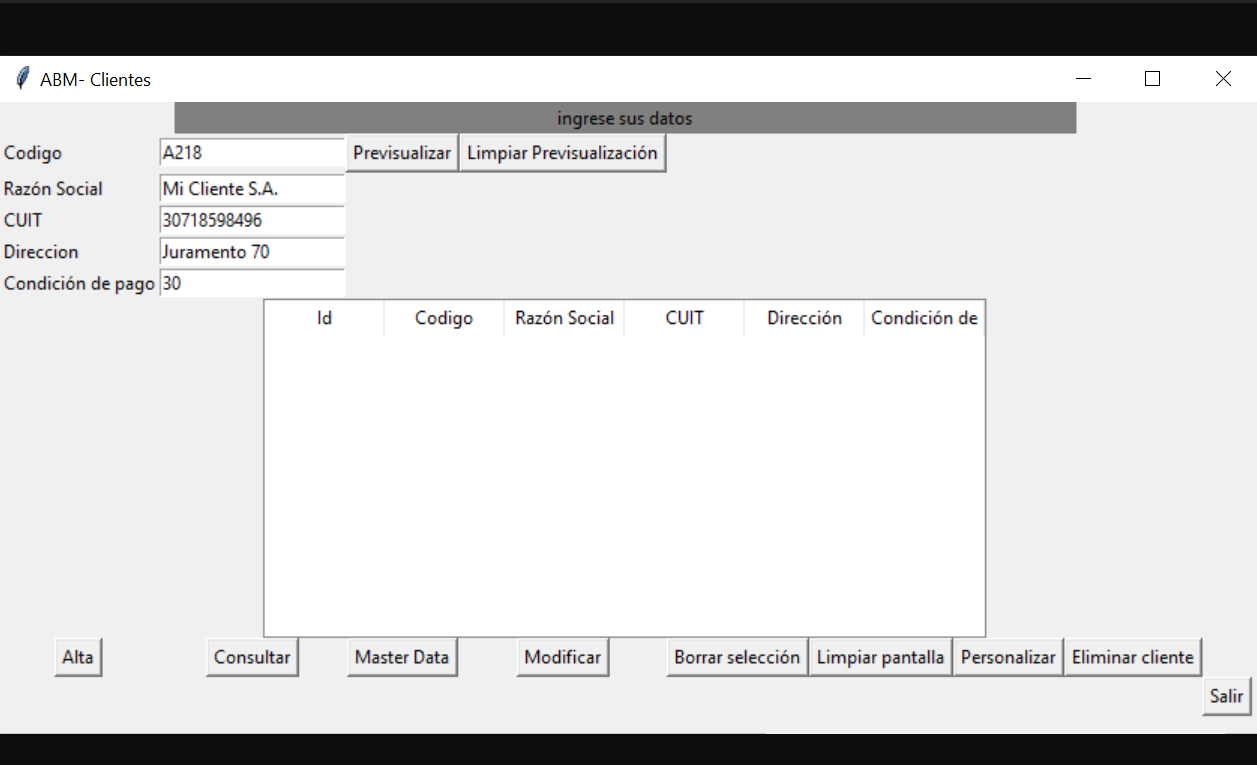 ABM- Clientes
ingrese sus datos
Codigo A218 Previsualizar Limpiar Previsualización
Razón Social Mi Cliente S.A.
CUIT 30718598496
Direccion Juramento 70
Condición de pago 30
Id Codigo Razón Social CUIT Dirección Condición de
Alta Consultar Master Data Modificar Borrar selección Limpiar pantalla Personalizar Eliminar cliente
Salir